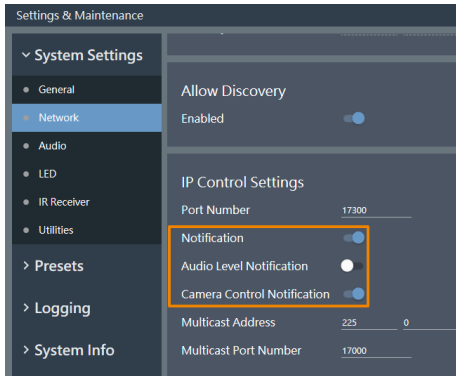 Settings & Maintenance
System Settings
General
Network
Audio
LED
IR Receiver
Utilities
Presets
Logging
System Info
Allow Discovery
Enabled
IP Control Settings
Port Number 17300
Notification
Audio Level Notification
Camera Control Notification
Multicast Address 225 0
Multicast Port Number 17000